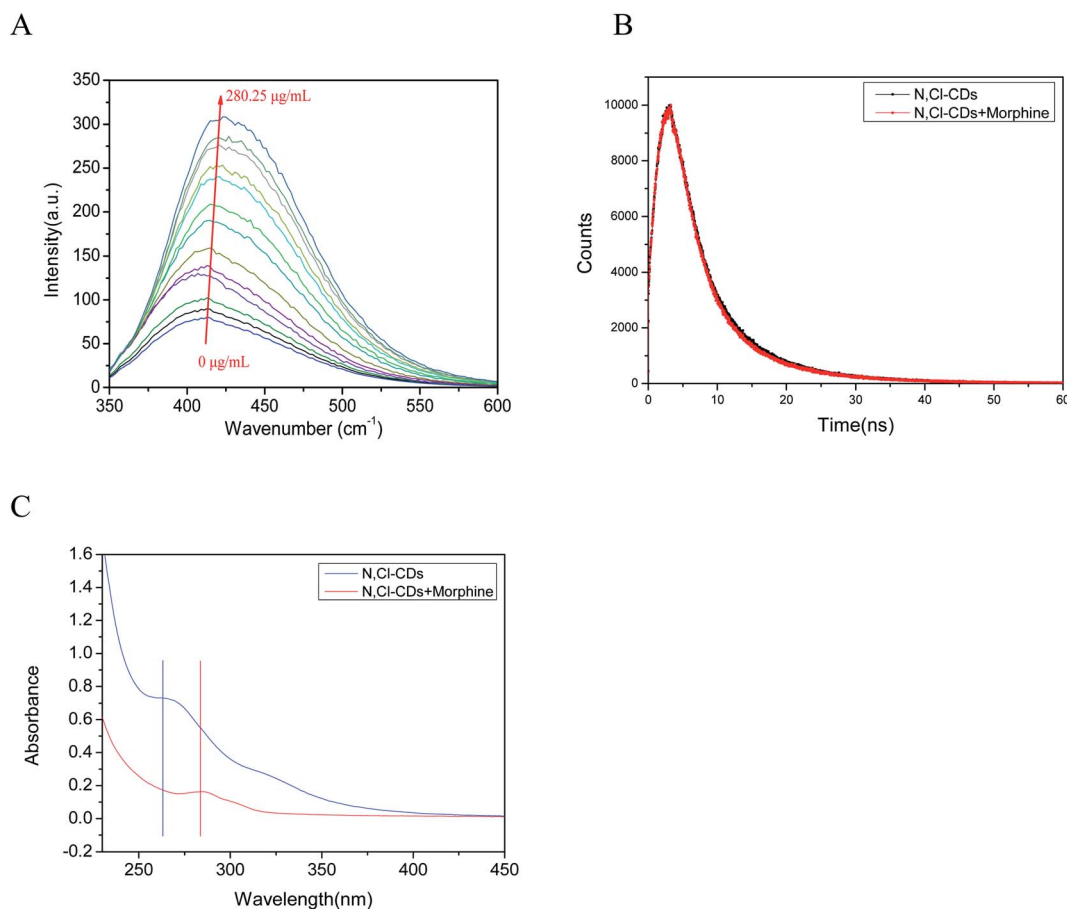 A
350
300
250
200
150
100
50
0
280.25 μg/mL
0 μg/mL
350 400 450 500 550 600
Intensity(a.u.)
Wavenumber (cm-1)
B
N,Cl-CDs
N,Cl-CDs+Morphine
10000
8000
6000
4000
2000
0
0 10 20 30 40 50 60
Counts
Time(ns)
C
N,Cl-CDs
N,Cl-CDs+Morphine
1.6
1.4
1.2
1.0
0.8
0.6
0.4
0.2
0.0
-0.2
250 300 350 400 450
Absorbance
Wavelength(nm)